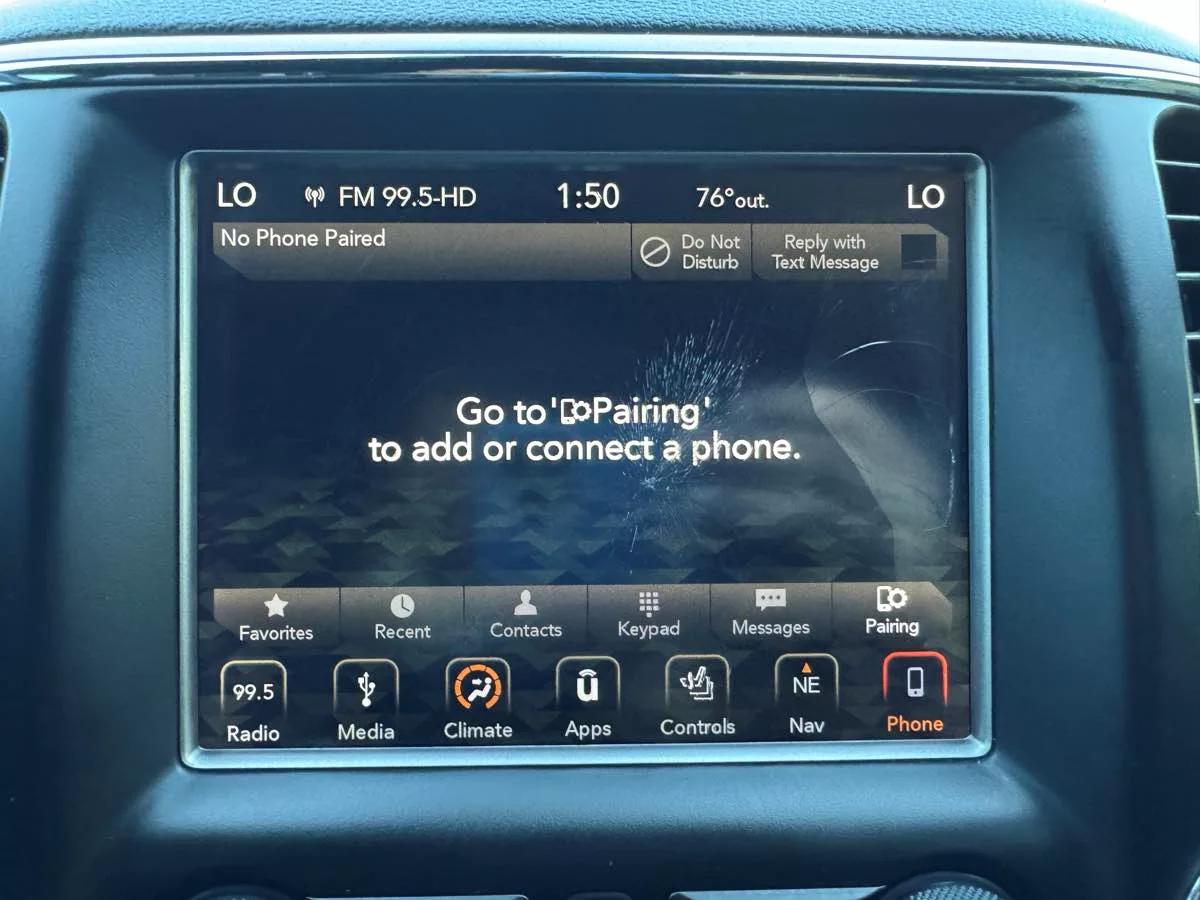 LO FM 99.5-HD 1:50 76°out. LO
No Phone Paired
Do Not
Disturb
Reply with
Text Message
Go to 'Pairing'
to add or connect a phone.
Favorites Recent Contacts Keypad Messages Pairing
99.5 NE
Radio Media Climate Apps Controls Nav Phone